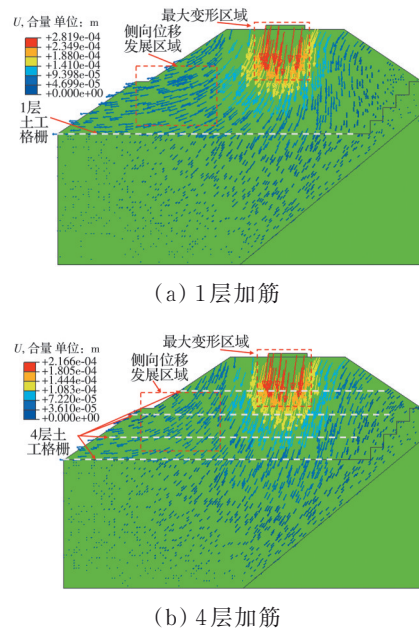 最大变形区域
U, 合量 单位: m
+2.819e-04
+2.349e-04
+1.880e-04
+1.410e-04
+9.398e-05
+4.699e-05
+0.000e+00
侧向位移
发展区域
1层
土工
格栅
(a) 1层加筋
最大变形区域
U, 合量 单位: m
+2.166e-04
+1.805e-04
+1.444e-04
+1.083e-04
+7.220e-05
+3.610e-05
+0.000e+00
侧向位移
发展区域
4层土
工格栅
(b) 4层加筋